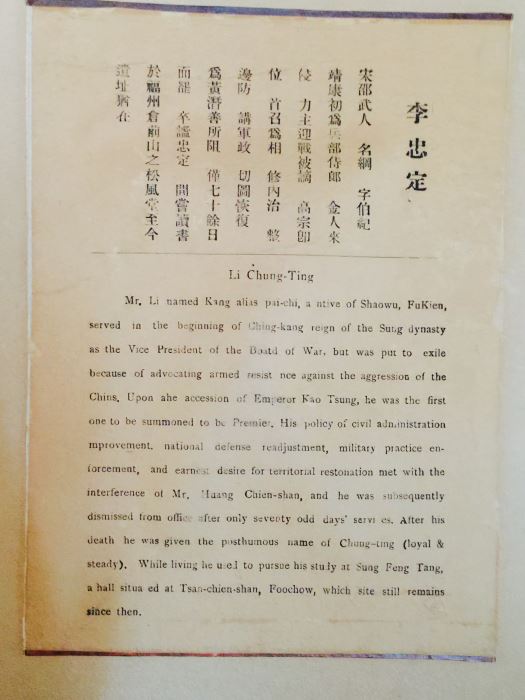 李忠定
宋邵武人 名綱 字伯紀
靖康初爲兵部侍郎 金人來
侵 力主迎戰被謫 高宗卽
位 首召爲相 修內治 整
邊防 講軍政 切圖恢復
爲黃潛善所阻 僅七十餘日
而罷 卒謚忠定 閒嘗讀書
於福州倉前山之松風堂至今
遺址猶在
Li Chung-Ting
Mr. Li named Kang alias pai-chi, a ntive of Shaowu, FuKien,
served in the beginning of Ching-kang reign of the Sung dynasty
as the Vice President of the Boatd of War, but was put to exile
because of advocating armed resist nce against the aggression of the
Chins. Upon ahe accession of Emperor Kao Tsung, he was the first
one to be summoned to be Premier. His policy of civil administration
mprovement. national defense readjustment, military practice en-
forcement, and earnest desire for territorial restonation met with the
interference of Mr. Huang Chien-shan, and he was subsequently
dismissed from office after only seventy odd days' servi es. After his
death he was given the posthumous name of Chung-ting (loyal &
steady). While living he used to pursue his study at Sung Feng Tang,
a hall situa ed at Tsan-chien-shan, Foochow, which site still remains
since then.